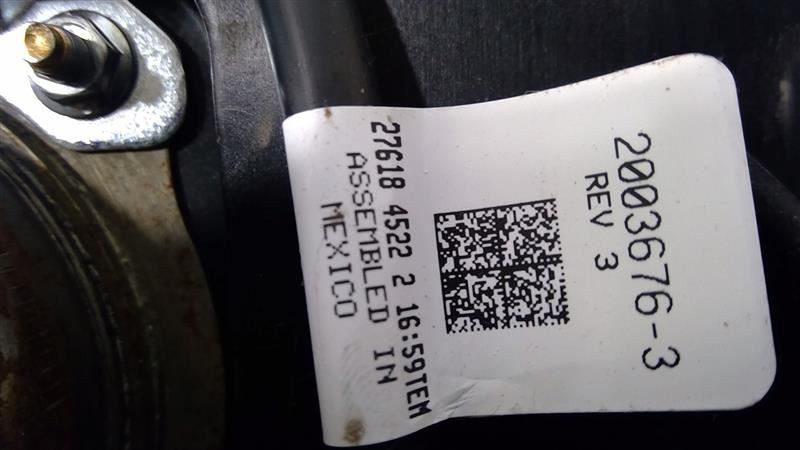 2003676-3
REV 3
27618 4522 2 16:59TEM
ASSEMBLED IN
MEXICO